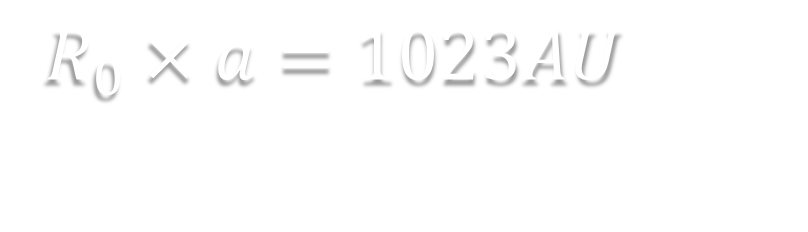 R₀ × a = 1023AU